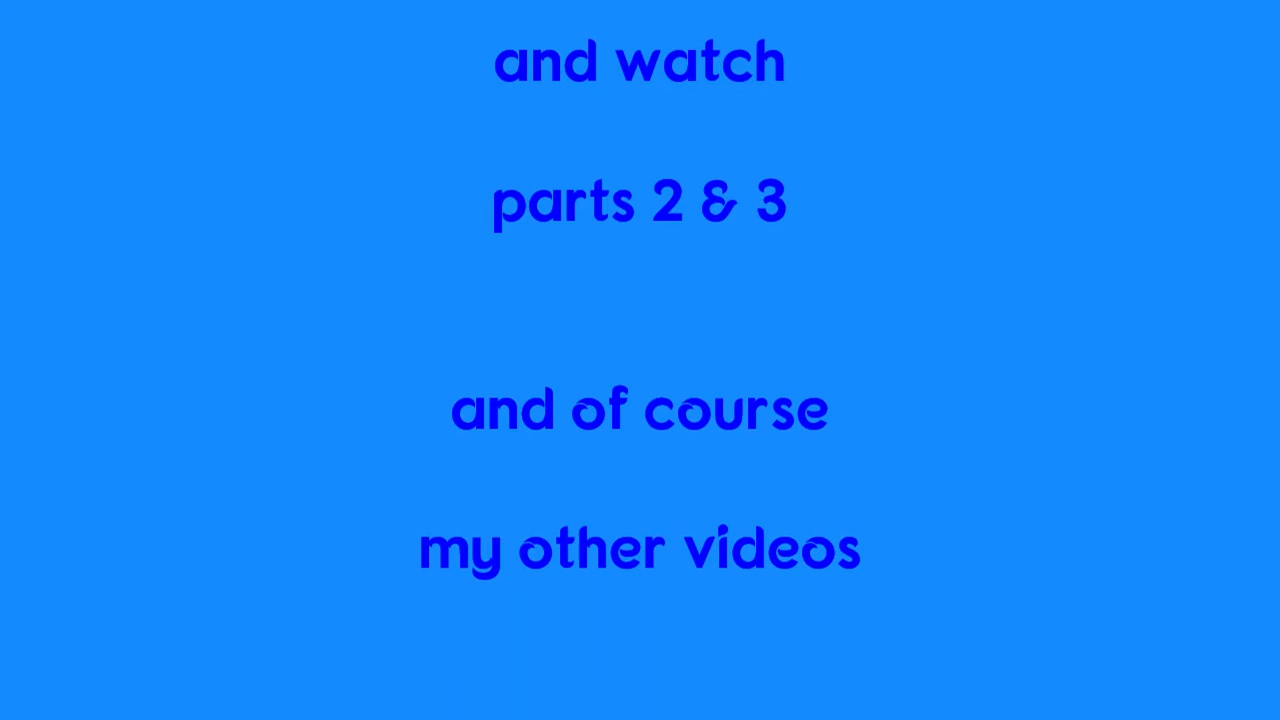 and watch
parts 2 & 3
and of course
my other videos